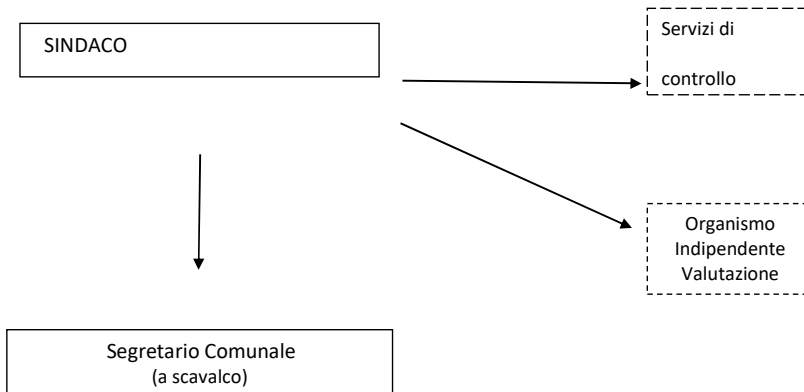 SINDACO
Servizi di
controllo
Organismo
Indipendente
Valutazione
Segretario Comunale
(a scavalco)